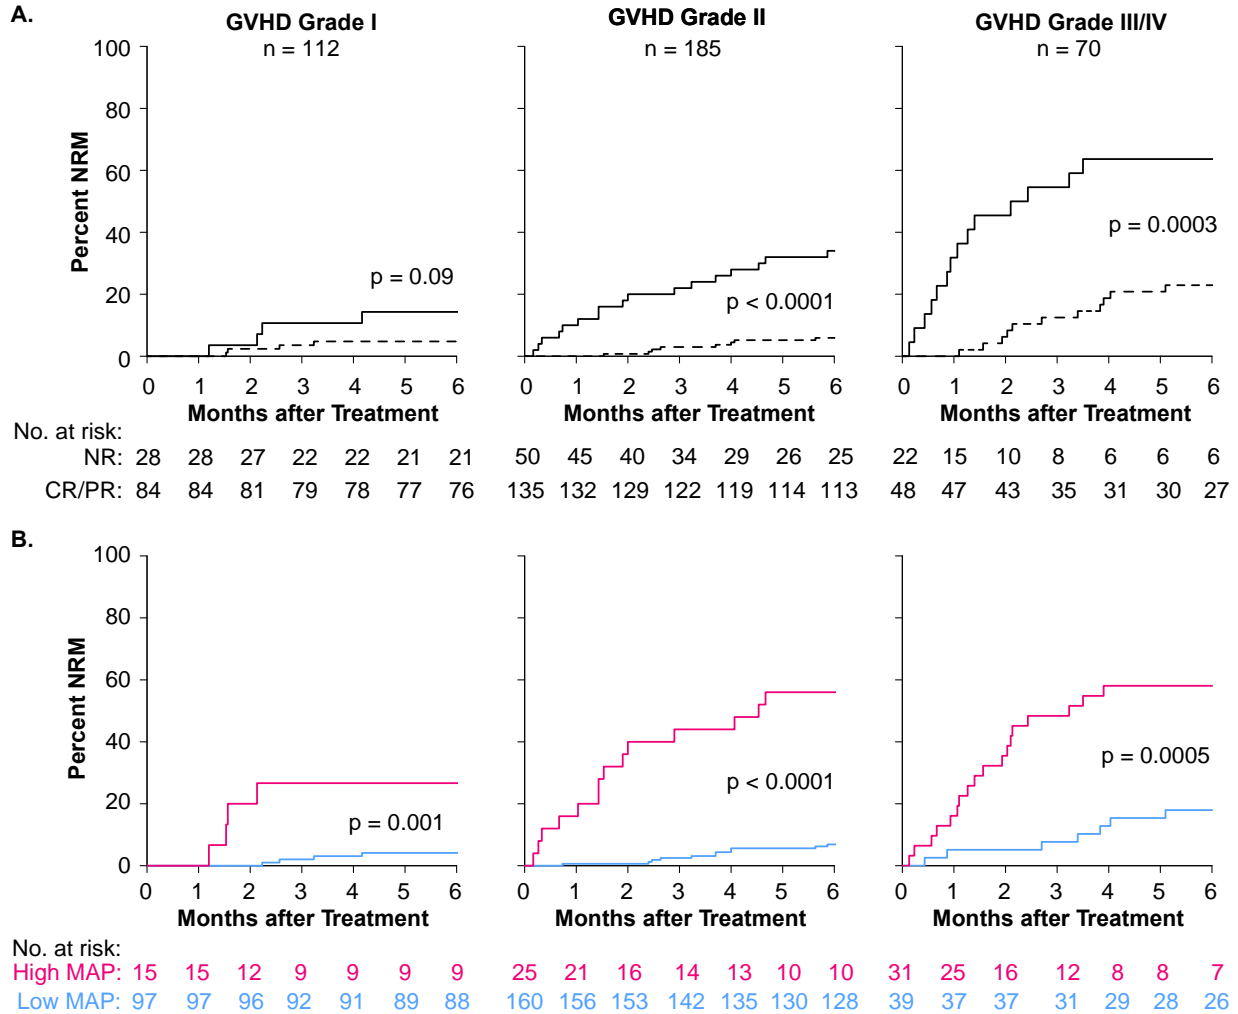 A.
GVHD Grade I
n = 112
GVHD Grade II
n = 185
GVHD Grade III/IV
n = 70
Percent NRM
100
80
60
40
20
0
p = 0.09
p < 0.0001
p = 0.0003
0 1 2 3 4 5 6
0 1 2 3 4 5 6
0 1 2 3 4 5 6
Months after Treatment
Months after Treatment
Months after Treatment
No. at risk:
NR: 28 28 27 22 22 21 21 50 45 40 34 29 26 25 22 15 10 8 6 6 6
CR/PR: 84 84 81 79 78 77 76 135 132 129 122 119 114 113 48 47 43 35 31 30 27
B.
Percent NRM
100
80
60
40
20
0
p = 0.001
p < 0.0001
p = 0.0005
0 1 2 3 4 5 6
0 1 2 3 4 5 6
0 1 2 3 4 5 6
Months after Treatment
Months after Treatment
Months after Treatment
No. at risk:
High MAP: 15 15 12 9 9 9 9 25 21 16 14 13 10 10 31 25 16 12 8 8 7
Low MAP: 97 97 96 92 91 89 88 160 156 153 142 135 130 128 39 37 37 31 29 28 26